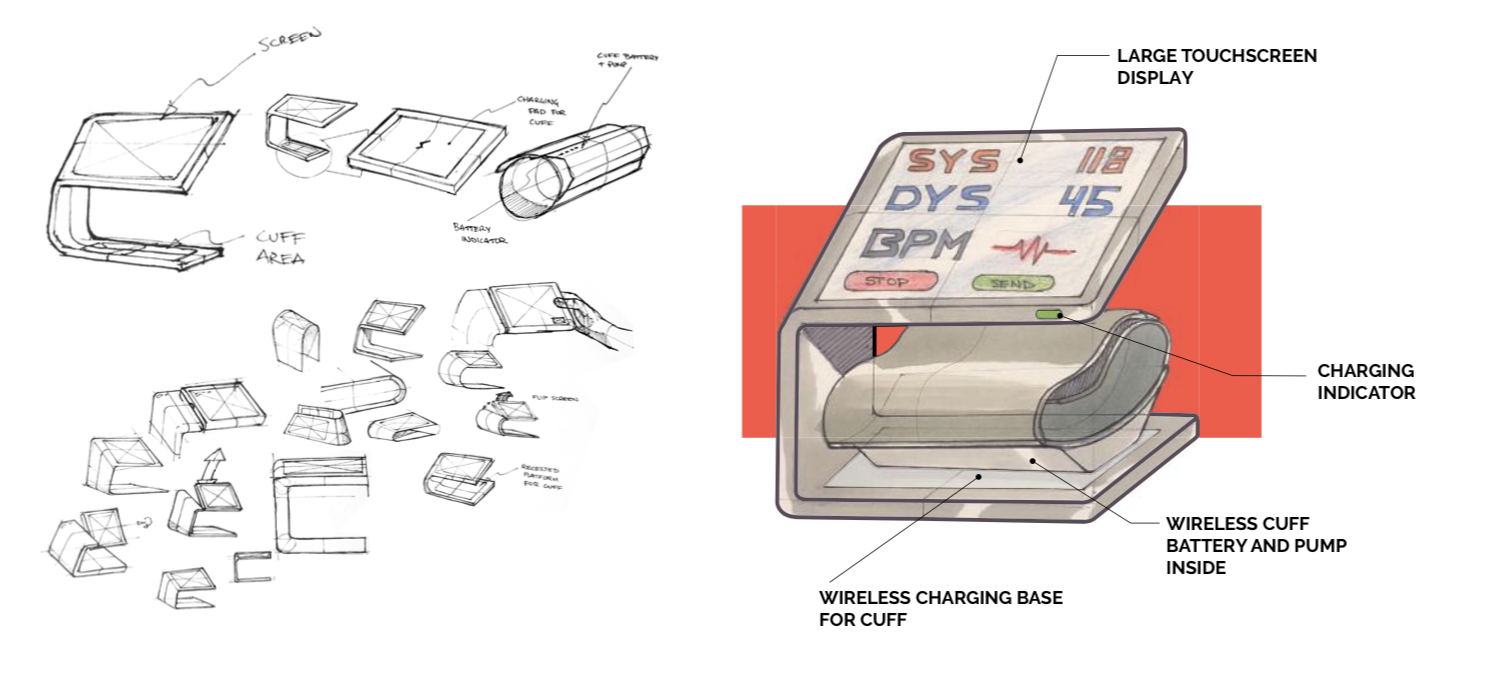 SCREEN
CUFF BATTERY
+ PUMP
CHARGING
PAD FOR
CUFF
BATTERY
INDICATOR
CUFF
AREA
FLIP SCREEN
RECESSED
PLATFORM
FOR CUFF
LARGE TOUCHSCREEN
DISPLAY
SYS 118
DYS 45
BPM
STOP SEND
CHARGING
INDICATOR
WIRELESS CUFF
BATTERY AND PUMP
INSIDE
WIRELESS CHARGING BASE
FOR CUFF